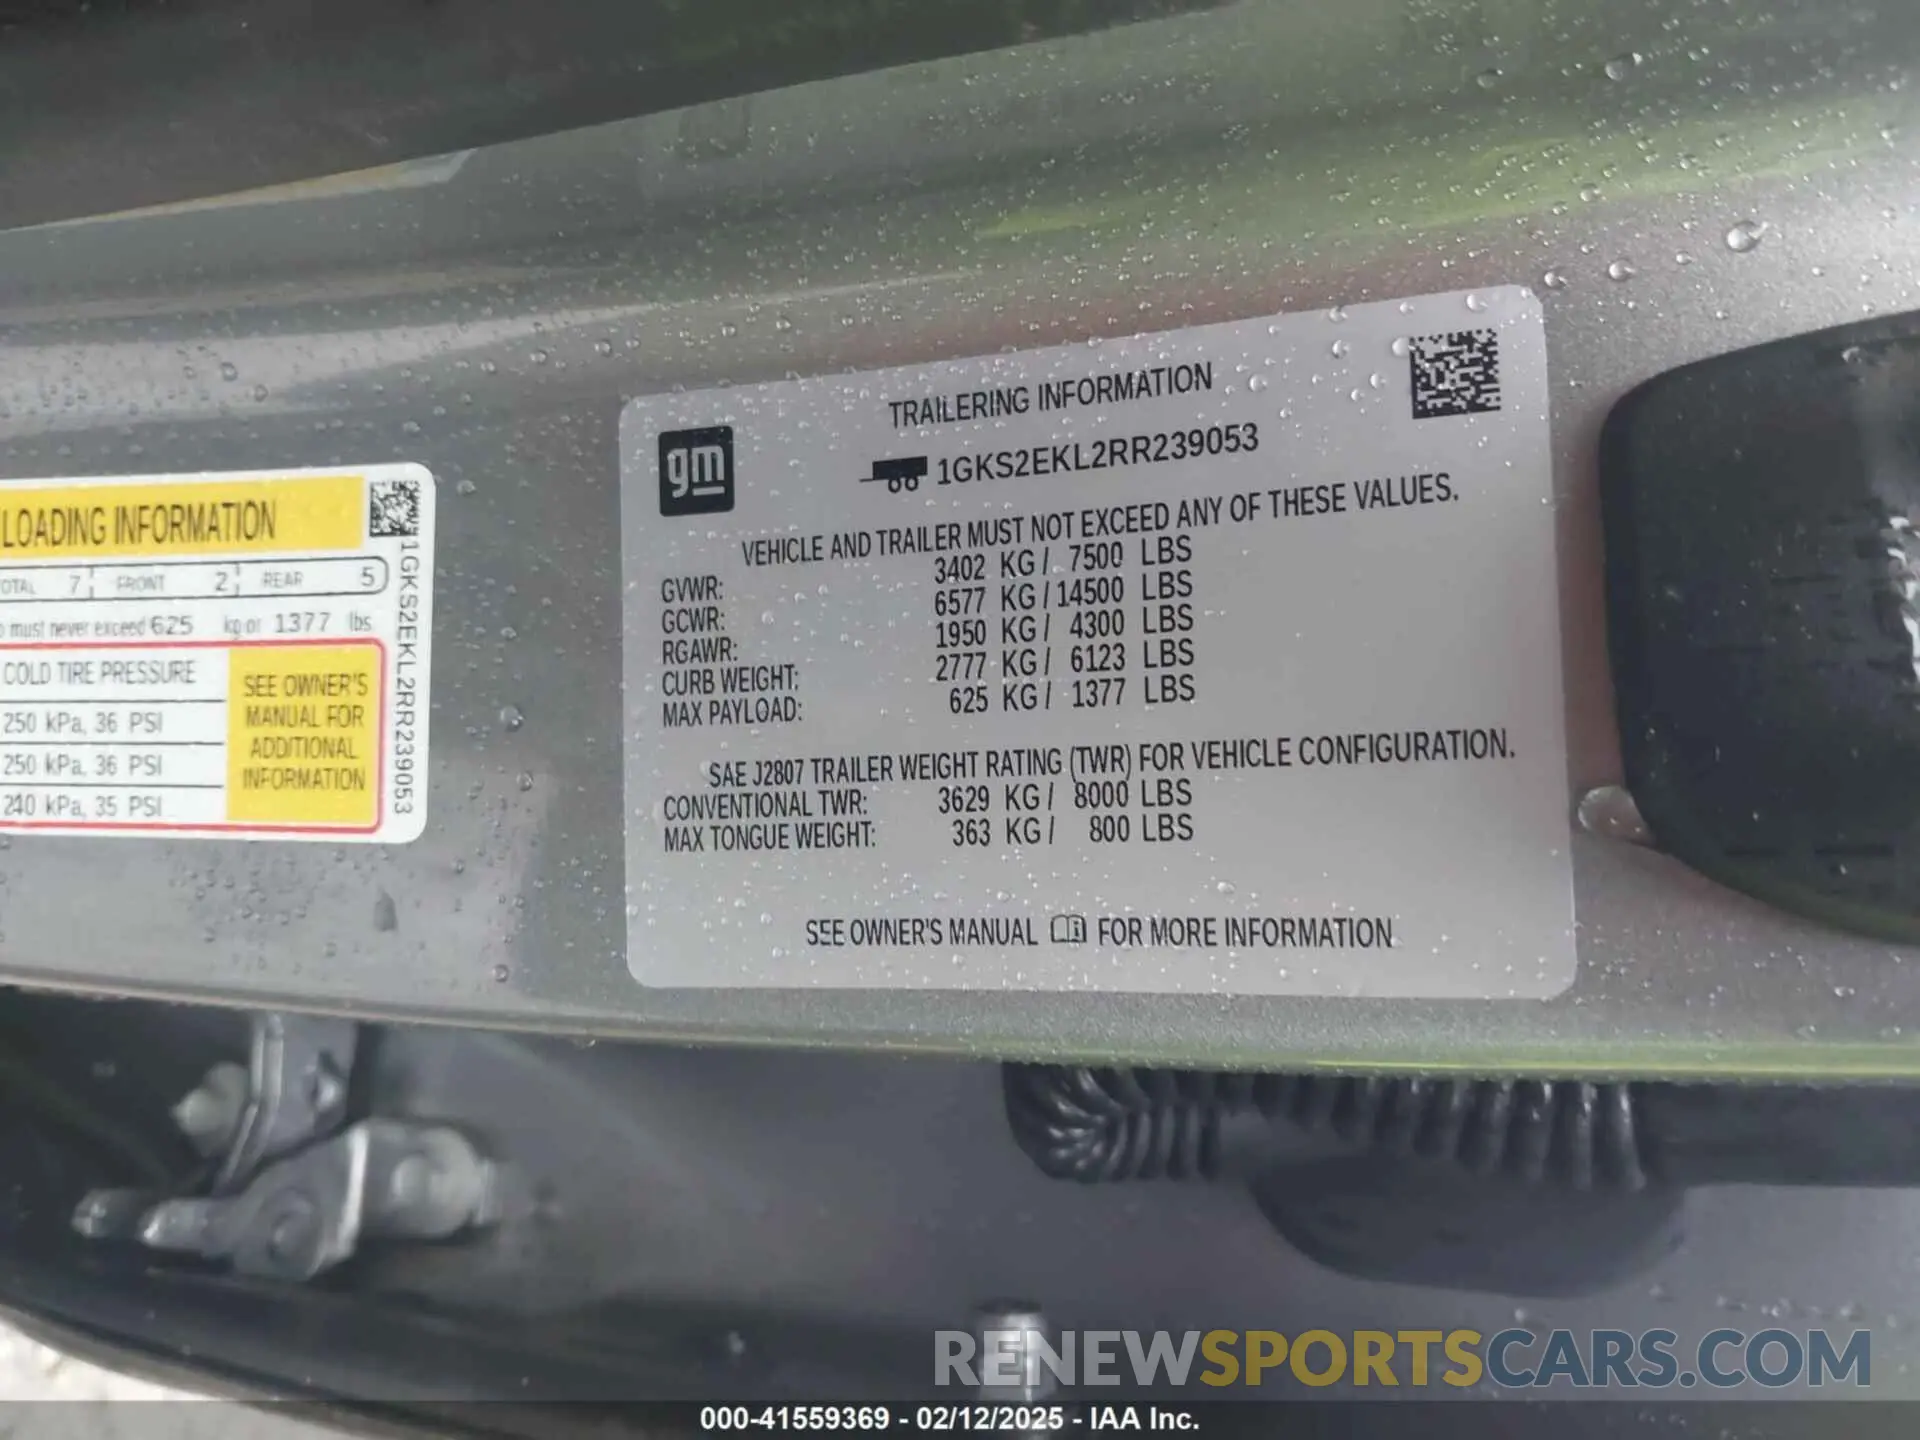 LOADING INFORMATION
7 FRONT 2 REAR 5
must never exceed 625 kg or 1377 lbs
COLD TIRE PRESSURE
250 kPa, 36 PSI
250 kPa, 36 PSI
240 kPa, 35 PSI
SEE OWNER'S
MANUAL FOR
ADDITIONAL
INFORMATION
1GKS2EKL2RR239053
gm
TRAILERING INFORMATION
1GKS2EKL2RR239053
VEHICLE AND TRAILER MUST NOT EXCEED ANY OF THESE VALUES.
GVWR: 3402 KG / 7500 LBS
GCWR: 6577 KG / 14500 LBS
RGAWR: 1950 KG / 4300 LBS
CURB WEIGHT: 2777 KG / 6123 LBS
MAX PAYLOAD: 625 KG / 1377 LBS
SAE J2807 TRAILER WEIGHT RATING (TWR) FOR VEHICLE CONFIGURATION.
CONVENTIONAL TWR: 3629 KG / 8000 LBS
MAX TONGUE WEIGHT: 363 KG / 800 LBS
SEE OWNER'S MANUAL FOR MORE INFORMATION
RENEWSPORTSCARS.COM
000-41559369 - 02/12/2025 - IAA Inc.